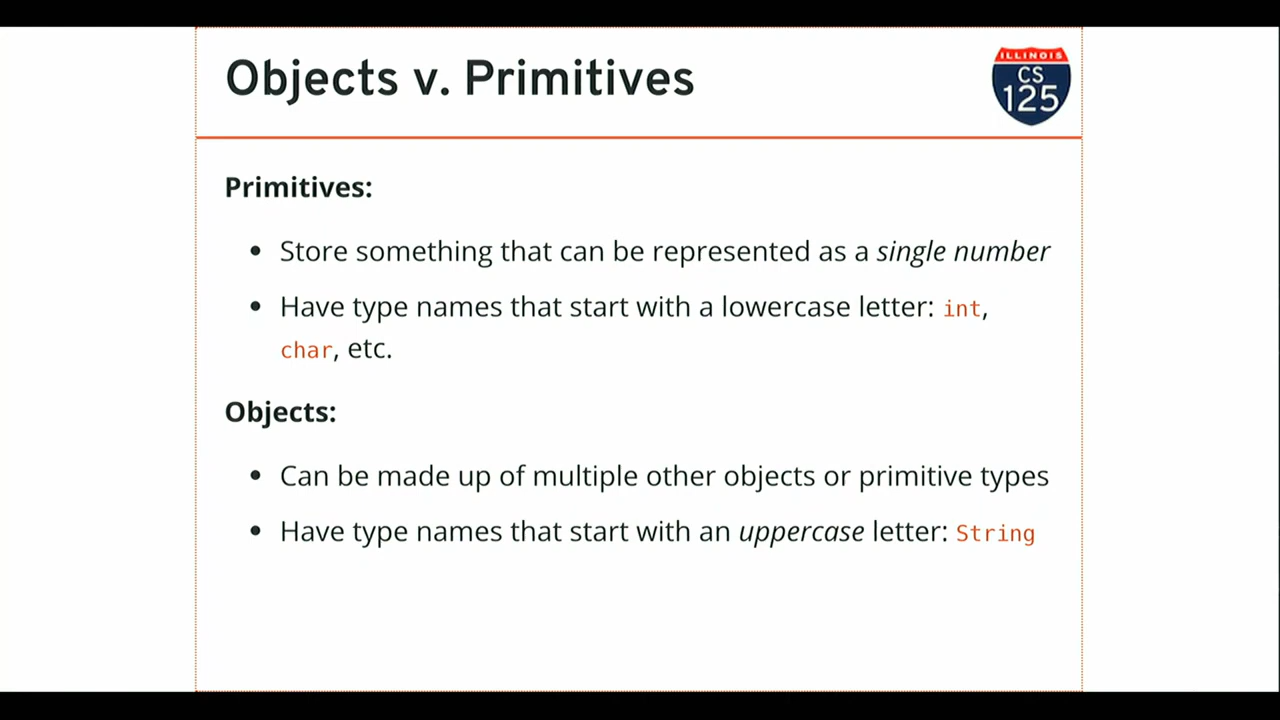 Objects v. Primitives
ILLINOIS
CS
125
Primitives:
• Store something that can be represented as a single number
• Have type names that start with a lowercase letter: int,
char, etc.
Objects:
• Can be made up of multiple other objects or primitive types
• Have type names that start with an uppercase letter: String